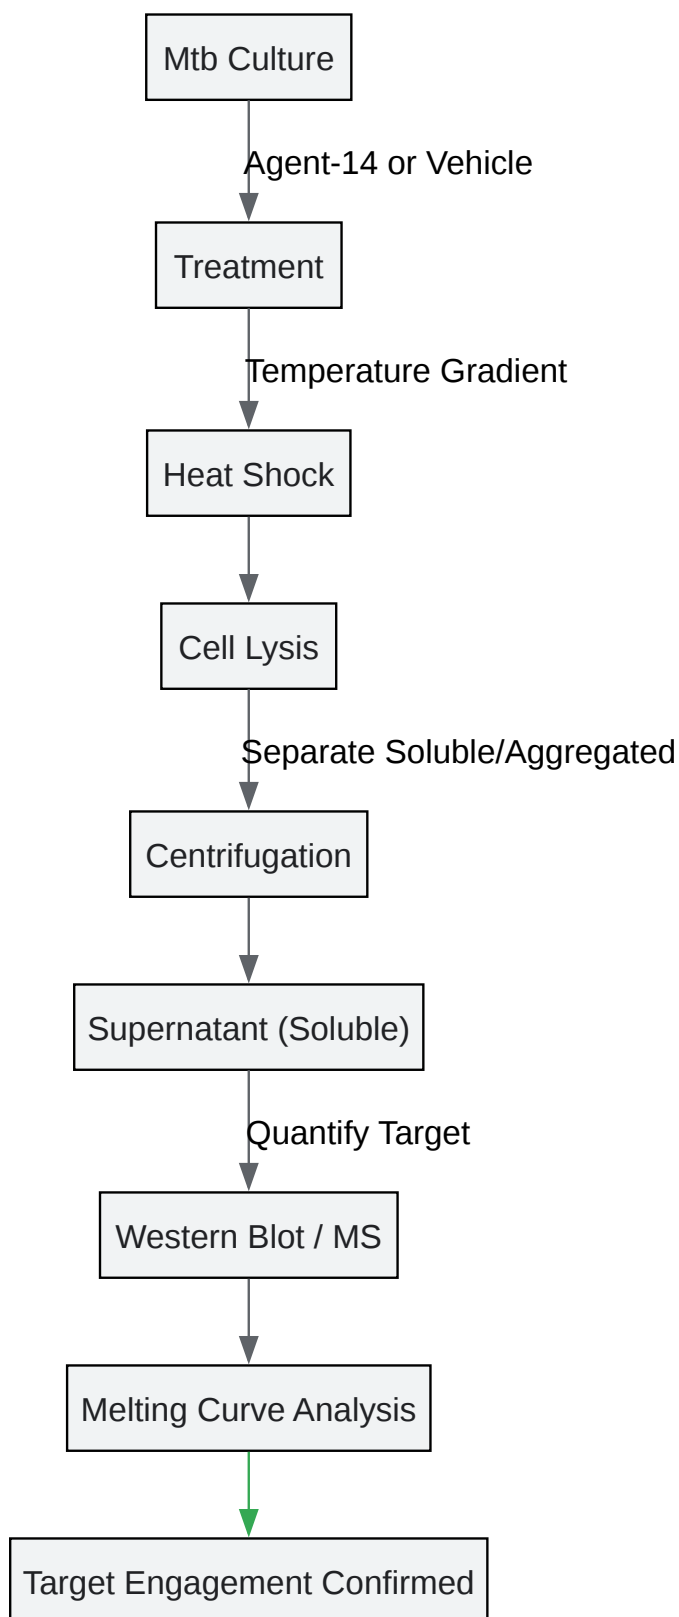 Mtb Culture
Agent-14 or Vehicle
Treatment
Temperature Gradient
Heat Shock
Cell Lysis
Separate Soluble/Aggregated
Centrifugation
Supernatant (Soluble)
Quantify Target
Western Blot / MS
Melting Curve Analysis
Target Engagement Confirmed